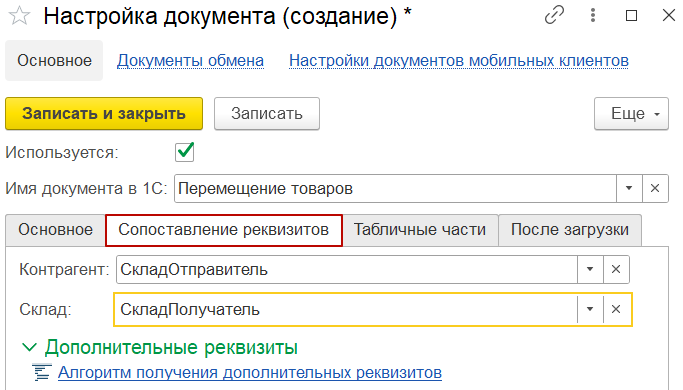 Настройка документа (создание) *
Основное Документы обмена Настройки документов мобильных клиентов
Записать и закрыть Записать Еще
Используется:
Имя документа в 1С: Перемещение товаров
Основное Сопоставление реквизитов Табличные части После загрузки
Контрагент: СкладОтправитель
Склад: СкладПолучатель
Дополнительные реквизиты
Алгоритм получения дополнительных реквизитов